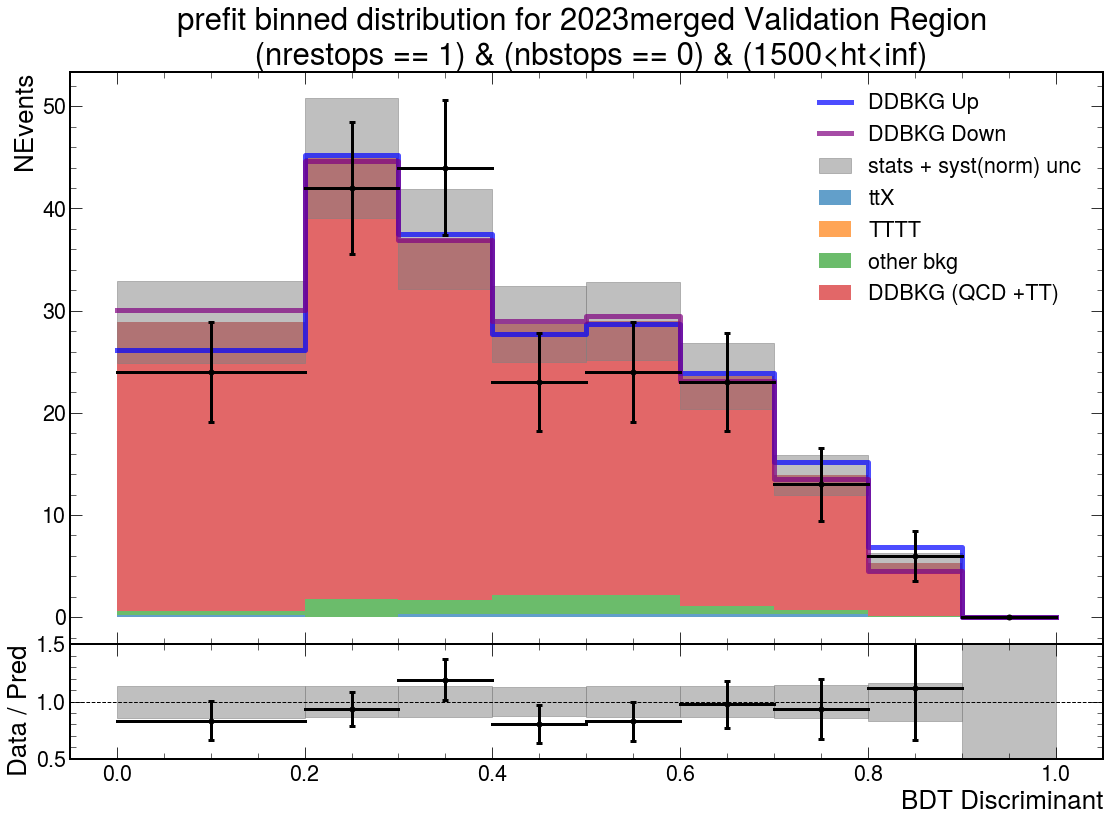 prefit binned distribution for 2023merged Validation Region
(nrestops == 1) & (nbstops == 0) & (1500<ht<inf)
NEvents
50
40
30
20
10
0
DDBKG Up
DDBKG Down
stats + syst(norm) unc
ttX
TTTT
other bkg
DDBKG (QCD +TT)
Data / Pred
1.5
1.0
0.5
0.0
0.2
0.4
0.6
0.8
1.0
BDT Discriminant